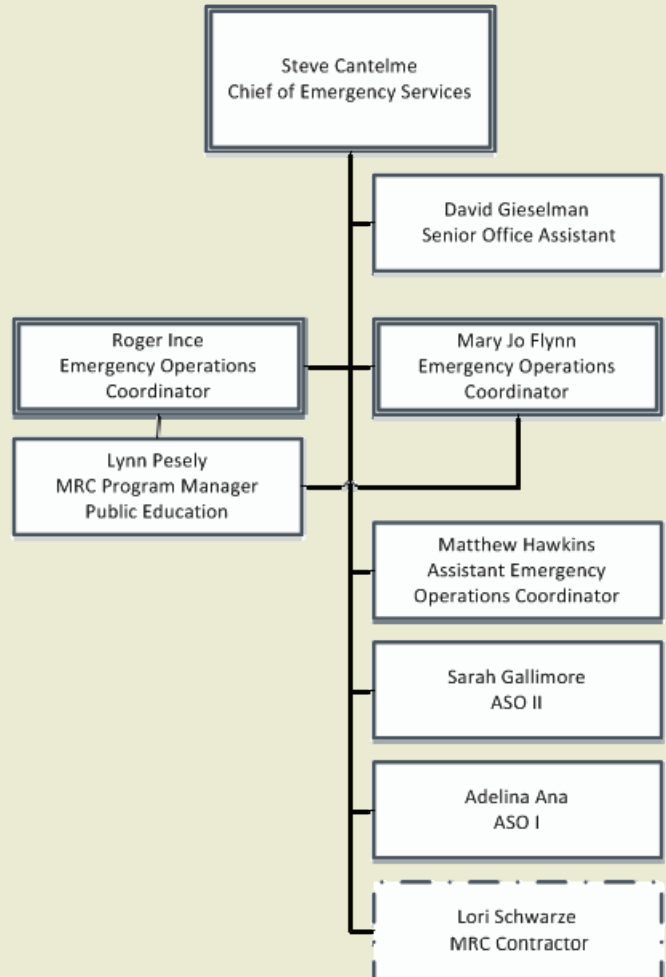 Steve Cantelme
Chief of Emergency Services
David Gieselman
Senior Office Assistant
Roger Ince
Emergency Operations
Coordinator
Mary Jo Flynn
Emergency Operations
Coordinator
Lynn Pesely
MRC Program Manager
Public Education
Matthew Hawkins
Assistant Emergency
Operations Coordinator
Sarah Gallimore
ASO II
Adelina Ana
ASO I
Lori Schwarze
MRC Contractor